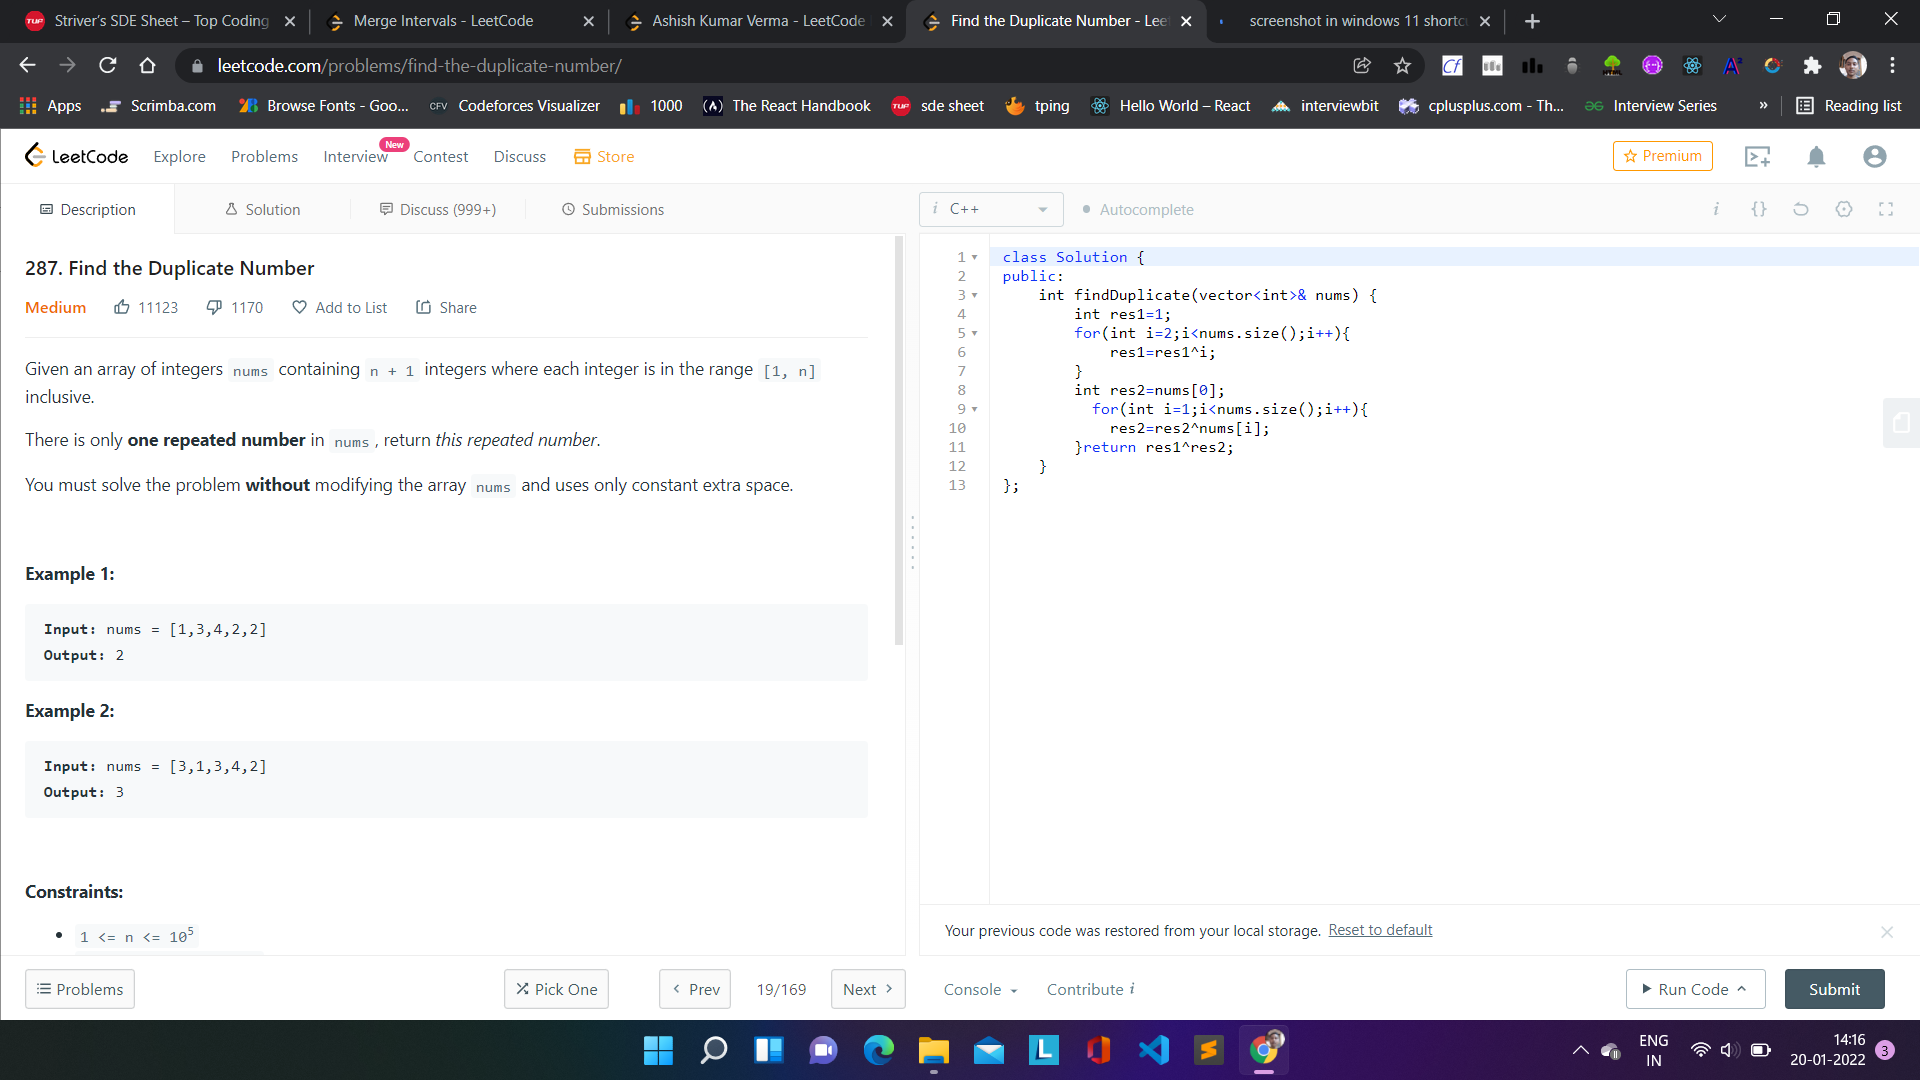 Striver's SDE Sheet – Top Coding
Merge Intervals - LeetCode
Ashish Kumar Verma - LeetCode
Find the Duplicate Number - Leet
screenshot in windows 11 shortc
leetcode.com/problems/find-the-duplicate-number/
Apps
Scrimba.com
Browse Fonts - Goo...
CFV Codeforces Visualizer
1000
The React Handbook
TUF sde sheet
tping
Hello World – React
interviewbit
cplusplus.com - Th...
Interview Series
»
Reading list
LeetCode
Explore
Problems
Interview
New
Contest
Discuss
Store
Premium
Description
Solution
Discuss (999+)
Submissions
i C++
Autocomplete
287. Find the Duplicate Number
Medium
11123
1170
Add to List
Share
Given an array of integers nums containing n + 1 integers where each integer is in the range [1, n]
inclusive.
There is only one repeated number in nums, return this repeated number.
You must solve the problem without modifying the array nums and uses only constant extra space.
Example 1:
Input: nums = [1,3,4,2,2]
Output: 2
Example 2:
Input: nums = [3,1,3,4,2]
Output: 3
Constraints:
1 <= n <= 10⁵
1 class Solution {
2 public:
3 int findDuplicate(vector<int>& nums) {
4 int res1=1;
5 for(int i=2;i<nums.size();i++){
6 res1=res1^i;
7 }
8 int res2=nums[0];
9 for(int i=1;i<nums.size();i++){
10 res2=res2^nums[i];
11 }return res1^res2;
12 }
13 };
Your previous code was restored from your local storage. Reset to default
Problems
Pick One
Prev
19/169
Next
Console
Contribute i
Run Code
Submit
ENG
IN
14:16
20-01-2022
3